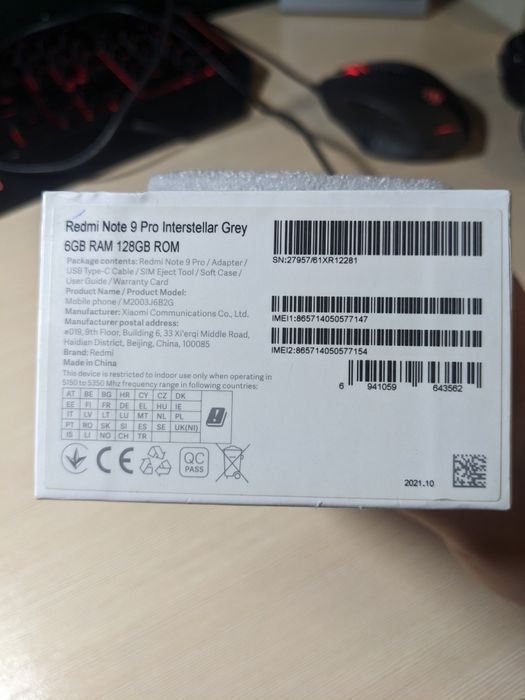 Redmi Note 9 Pro Interstellar Grey
6GB RAM 128GB ROM
Package contents: Redmi Note 9 Pro / Adapter /
USB Type-C Cable / SIM Eject Tool / Soft Case /
User Guide / Warranty Card
Product Name / Product Model:
Mobile phone / M2003J6B2G
Manufacturer: Xiaomi Communications Co., Ltd.
Manufacturer postal address:
#019, 9th Floor, Building 6, 33 Xi'erqi Middle Road,
Haidian District, Beijing, China, 100085
Brand: Redmi
Made in China
This device is restricted to indoor use only when operating in
5150 to 5350 Mhz frequency range in following countries:
AT BE BG HR CY CZ DK
EE FI FR DE EL HU IE
IT LV LT LU MT NL PL
PT RO SK SI ES SE UK(NI)
IS LI NO CH TR
CE
QC
PASS
SN:27957/61XR12281
IMEI1:865714050577147
IMEI2:865714050577154
6 941059 643562
2021.10